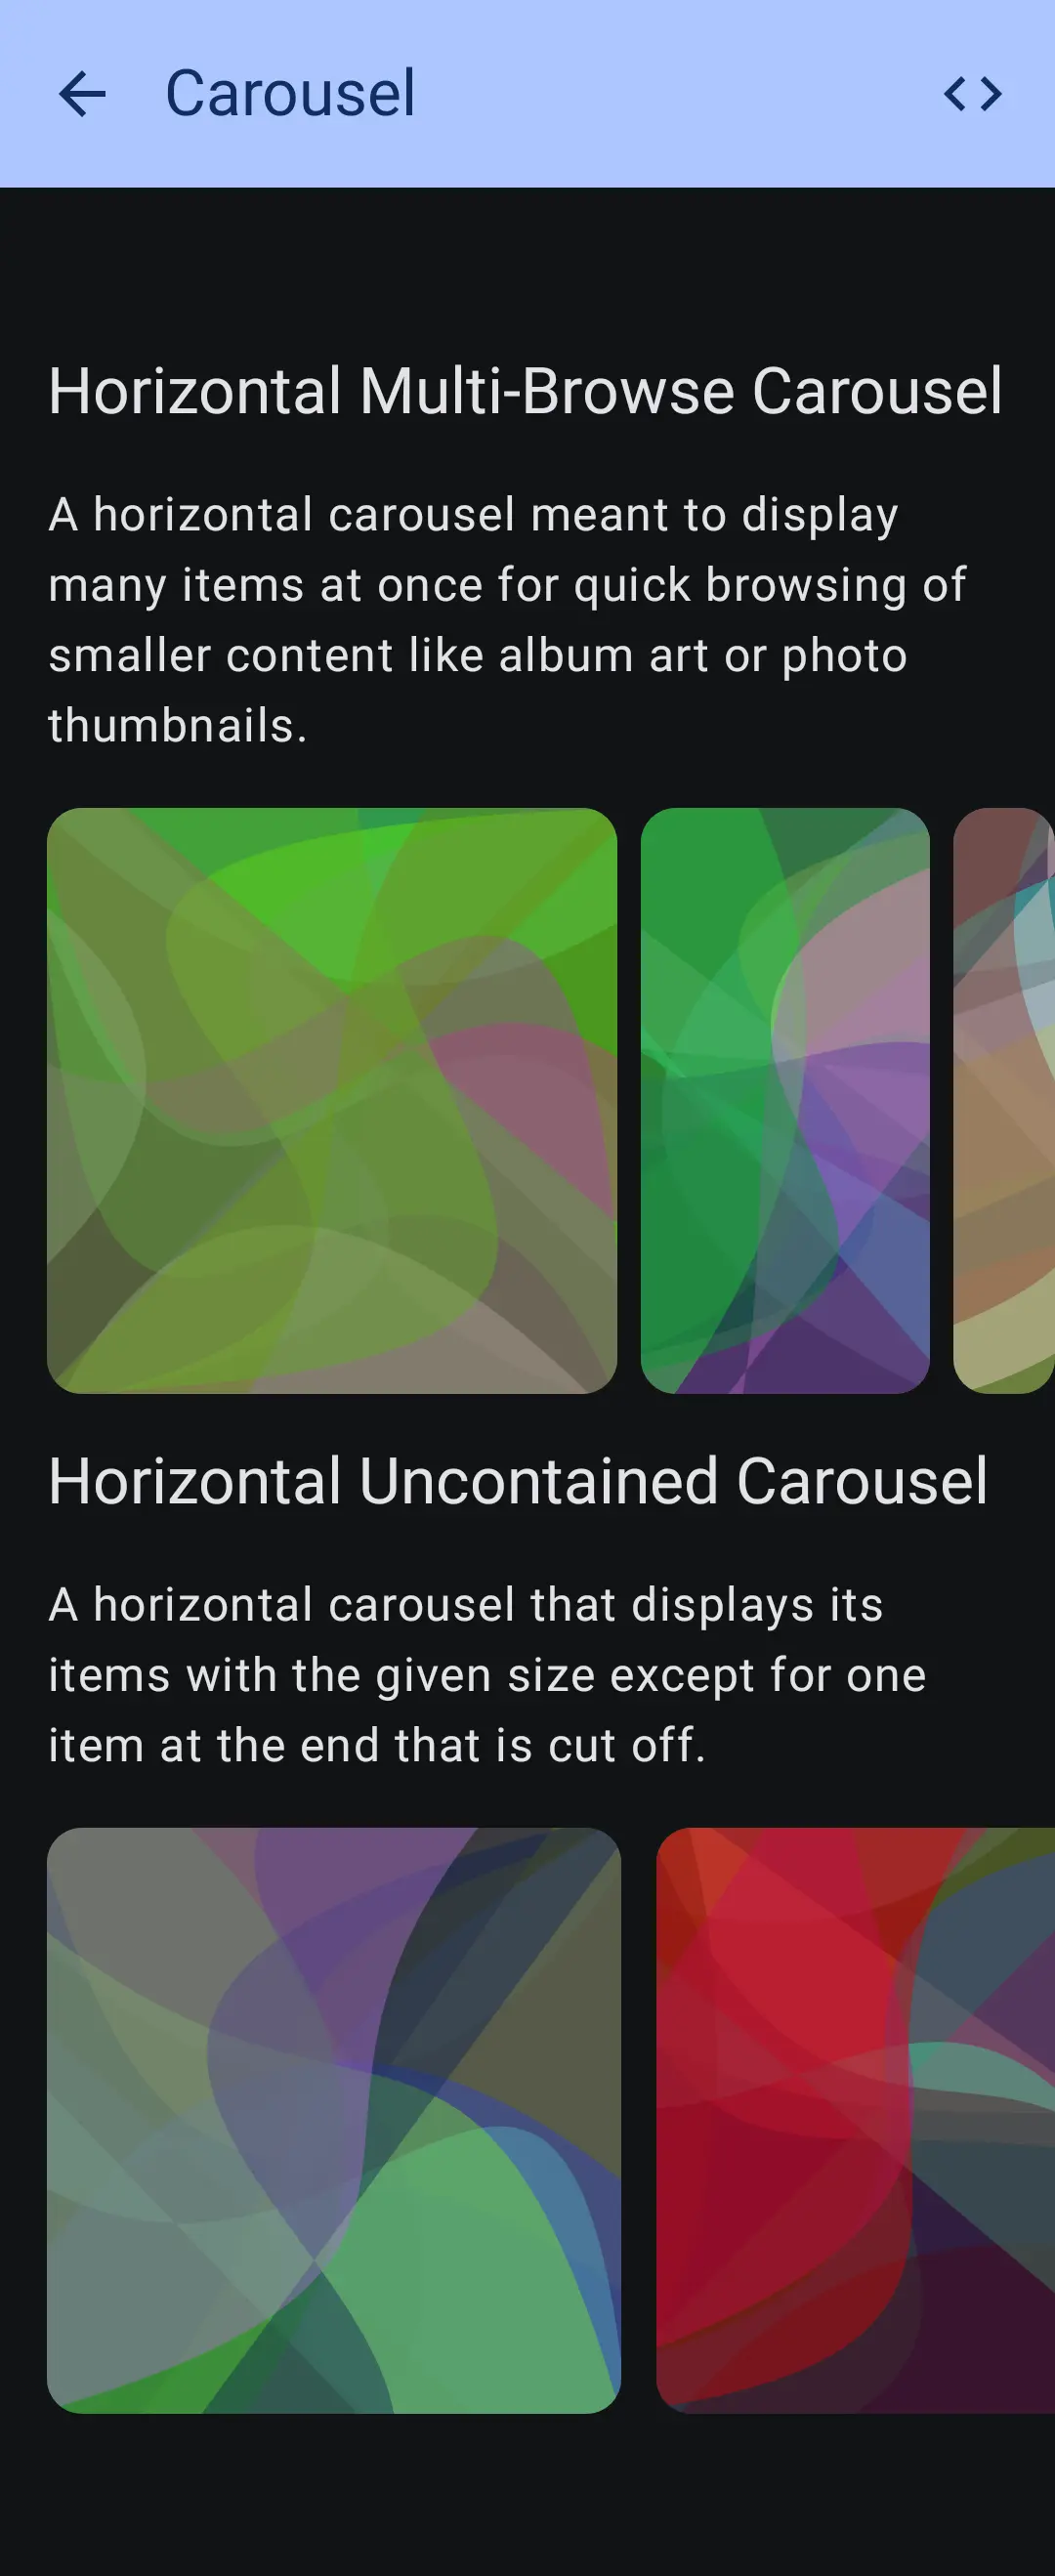 Carousel
Horizontal Multi-Browse Carousel
A horizontal carousel meant to display
many items at once for quick browsing of
smaller content like album art or photo
thumbnails.
Horizontal Uncontained Carousel
A horizontal carousel that displays its
items with the given size except for one
item at the end that is cut off.